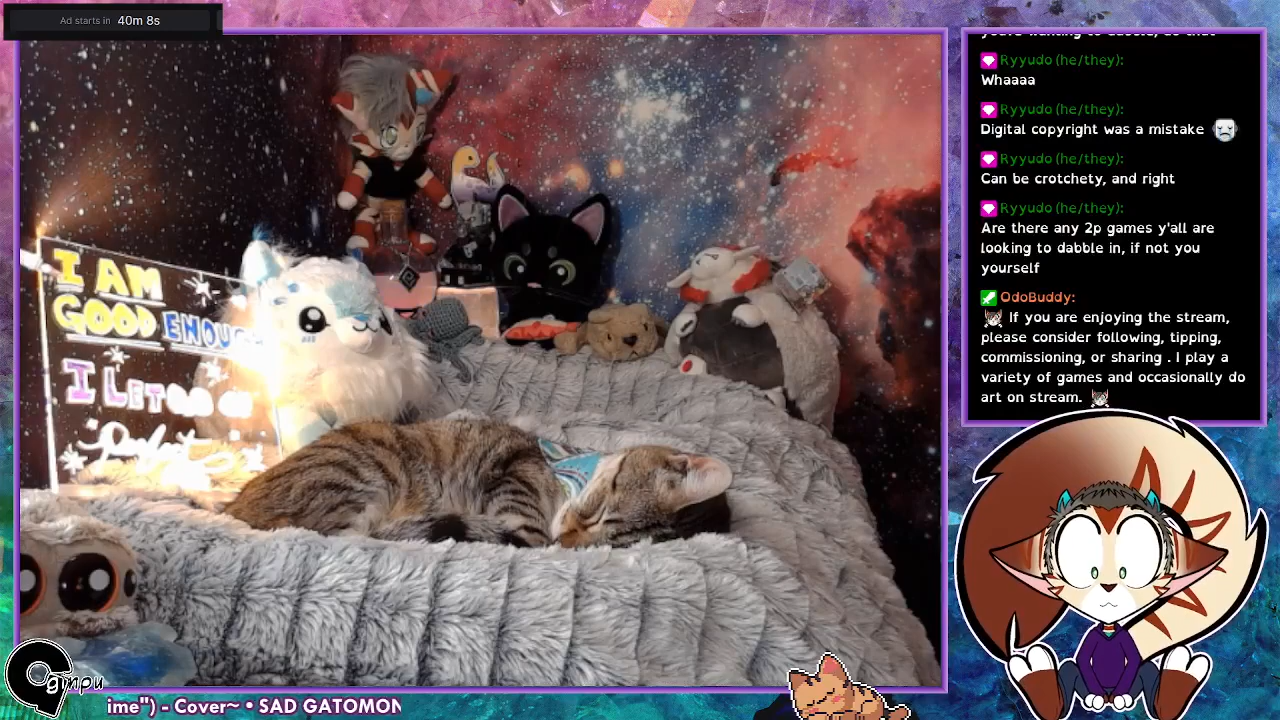 Ad starts in 40m 8s
I AM
GOOD ENOUGH
I LET
Ryyudo (he/they):
Whaaaa
Ryyudo (he/they):
Digital copyright was a mistake
Ryyudo (he/they):
Can be crotchety, and right
Ryyudo (he/they):
Are there any 2p games y'all are
looking to dabble in, if not you
yourself
OdoBuddy:
If you are enjoying the stream,
please consider following, tipping,
commissioning, or sharing . I play a
variety of games and occasionally do
art on stream.
ginpu
ime") - Cover~ • SAD GATOMON